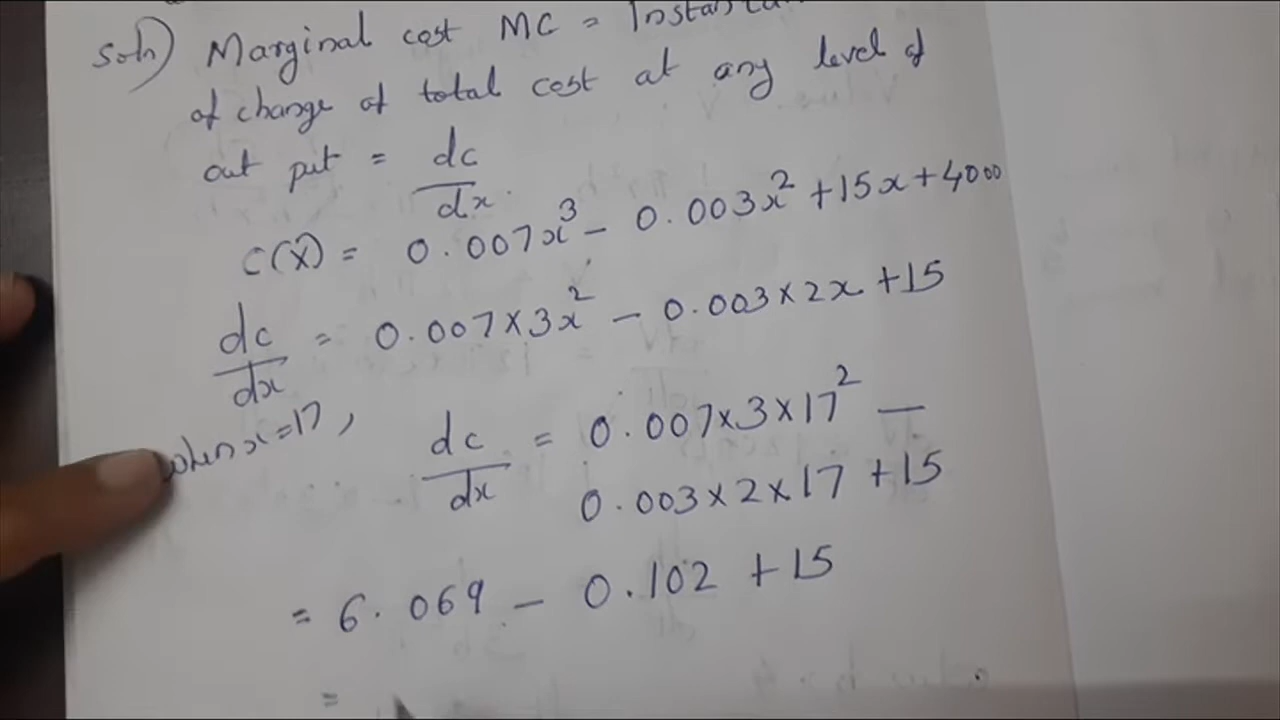 Soln) Marginal cost MC =
of change of total cost at any level of
out put = dc/dx.
C(x) = 0.007x³ - 0.003x² + 15x + 4000
dc/dx = 0.007 × 3x² - 0.003 × 2x + 15
when x = 17, dc/dx = 0.007 × 3 × 17² -
0.003 × 2 × 17 + 15
= 6.069 - 0.102 + 15
=